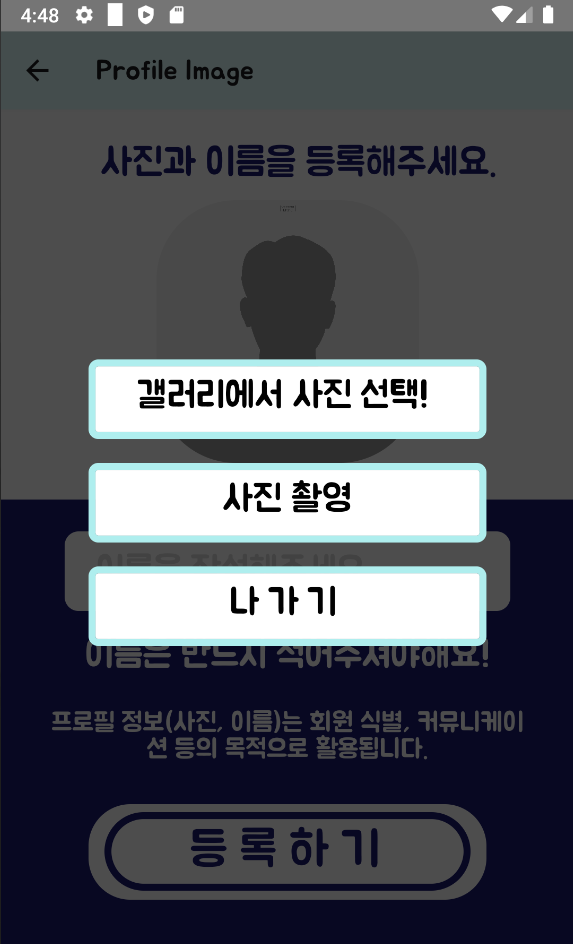 4:48
Profile Image
사진과 이름을 등록해주세요.
갤러리에서 사진 선택!
사진 촬영
나 가 기
이름은 반드시 적어주셔야해요!
프로필 정보(사진, 이름)는 회원 식별, 커뮤니케이
션 등의 목적으로 활용됩니다.
등 록 하 기